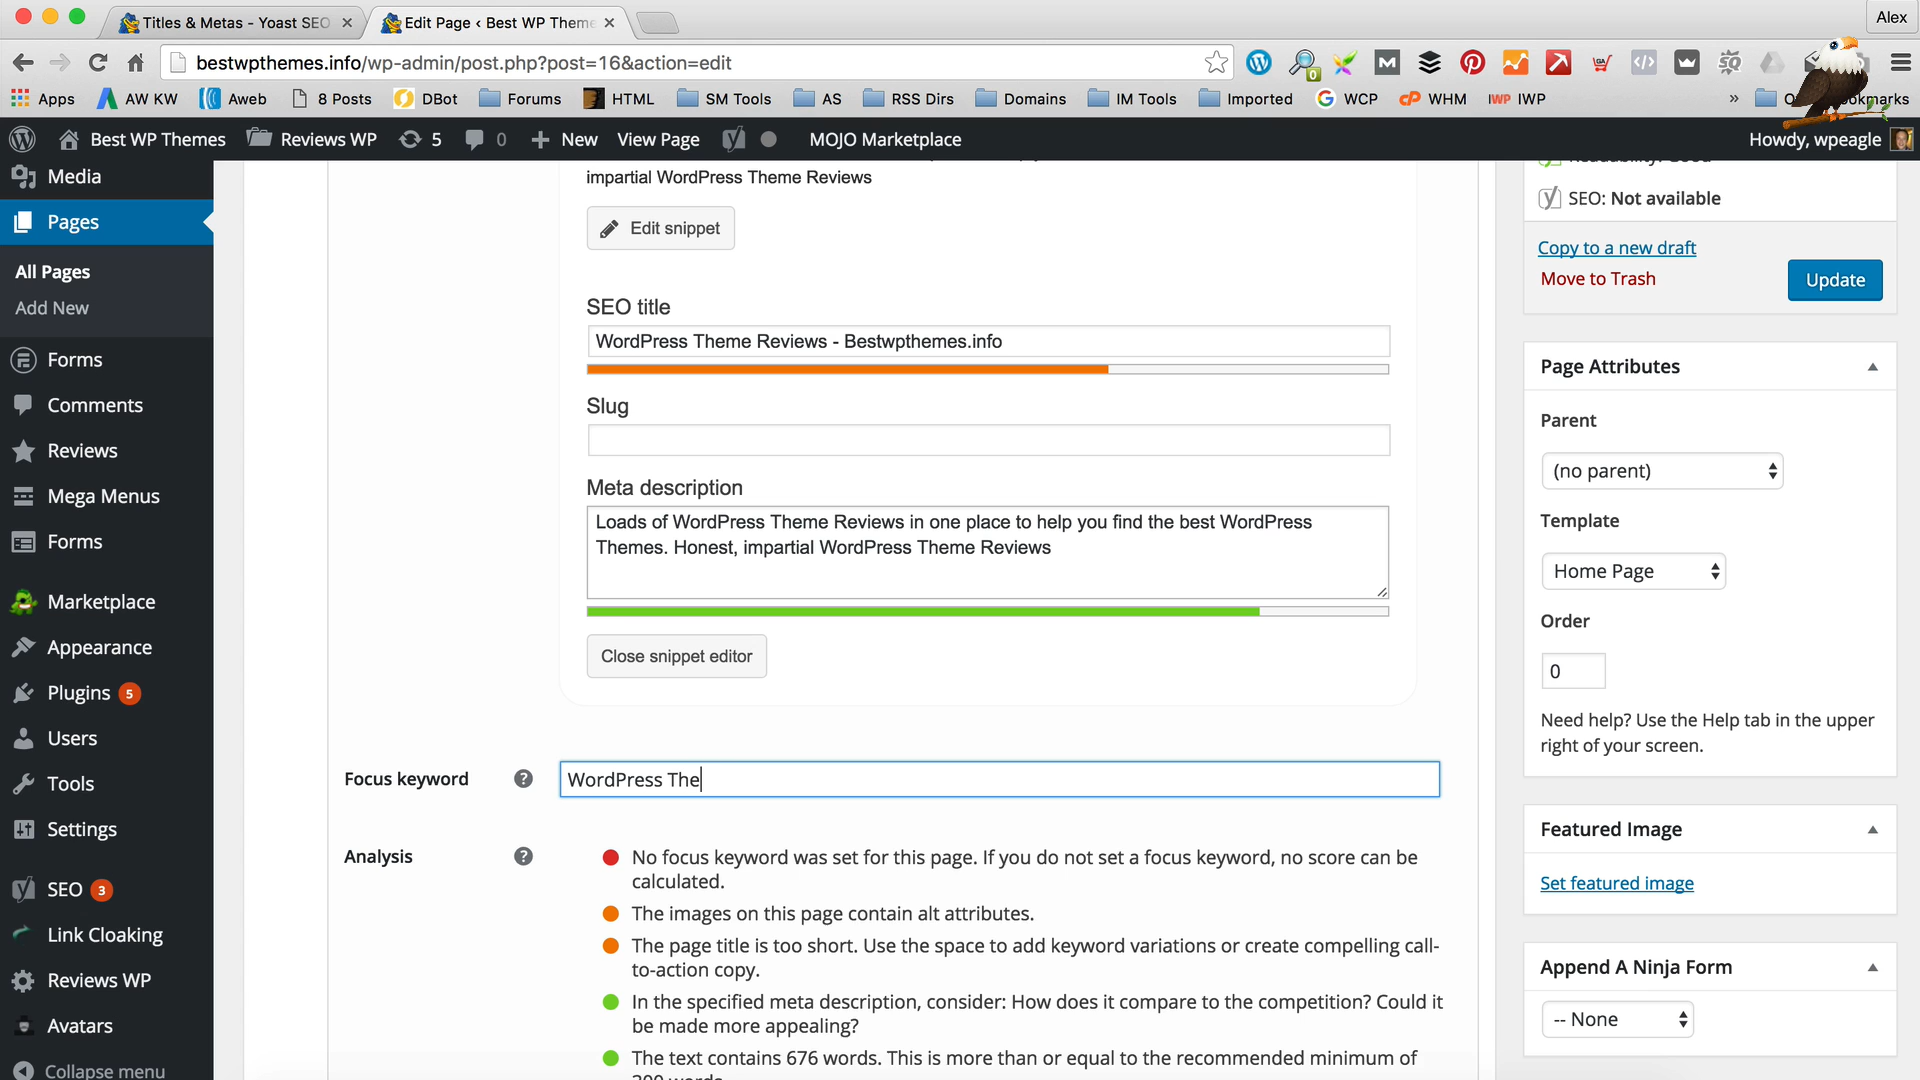 Alex
Titles & Metas - Yoast SEO
Edit Page ‹ Best WP Theme
bestwpthemes.info/wp-admin/post.php?post=16&action=edit
0
Apps
AW KW
Aweb
8 Posts
DBot
Forums
HTML
SM Tools
AS
RSS Dirs
Domains
IM Tools
Imported
WCP
WHM
IWP
IWP
»
Best WP Themes
Reviews WP
5
0
New
View Page
MOJO Marketplace
Howdy, wpeagle
Media
Pages
All Pages
Add New
Forms
Comments
Reviews
Mega Menus
Forms
Marketplace
Appearance
Plugins 5
Users
Tools
Settings
SEO 3
Link Cloaking
Reviews WP
Avatars
Collapse menu
impartial WordPress Theme Reviews
Edit snippet
SEO title
WordPress Theme Reviews - Bestwpthemes.info
Slug
Meta description
Loads of WordPress Theme Reviews in one place to help you find the best WordPress
Themes. Honest, impartial WordPress Theme Reviews
Close snippet editor
Focus keyword
WordPress The
Analysis
No focus keyword was set for this page. If you do not set a focus keyword, no score can be
calculated.
The images on this page contain alt attributes.
The page title is too short. Use the space to add keyword variations or create compelling call-
to-action copy.
In the specified meta description, consider: How does it compare to the competition? Could it
be made more appealing?
The text contains 676 words. This is more than or equal to the recommended minimum of
SEO: Not available
Copy to a new draft
Move to Trash
Update
Page Attributes
Parent
(no parent)
Template
Home Page
Order
0
Need help? Use the Help tab in the upper
right of your screen.
Featured Image
Set featured image
Append A Ninja Form
-- None